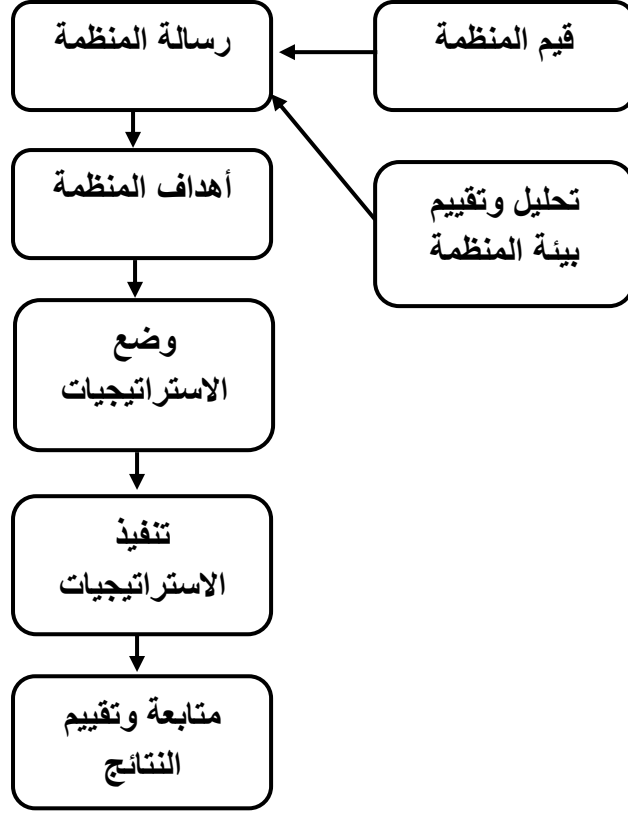 رسالة المنظمة
قيم المنظمة
أهداف المنظمة
تحليل وتقييم
بيئة المنظمة
وضع
الاستراتيجيات
تنفيذ
الاستراتيجيات
متابعة وتقييم
النتائج